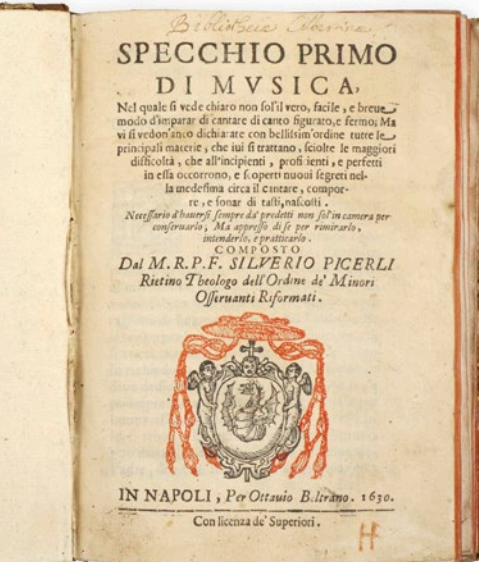 Bibliothecæ
SPECCHIO PRIMO
DI MVSICA,
Nel quale si vede chiaro non sol'il vero, facile, e breue
modo d'imparar di cantare di canto figurato, e fermo; Ma
vi si vedon'anco dichiarate con bellissim'ordine tutte le
principali materie, che iui si trattano, sciolte le maggiori
difficoltà, che all'incipienti, profi ienti, e perfetti
in essa occorrono, e scoperti nuoui segreti nel-
la medesima circa il cantare, compor-
re, e sonar di tasti, nascosti.
Necessario d'hauersi sempre da' predetti non sol'in camera per
conseruarlo; Ma appresso di se per rimirarlo,
intenderlo, e pratticarlo.
COMPOSTO
Dal M.R.P.F. SILVERIO PICERLI
Rietino Theologo dell'Ordine de' Minori
Osseruanti Riformati.
IN NAPOLI, Per Ottauio Beltrano. 1630.
Con licenza de' Superiori.
H